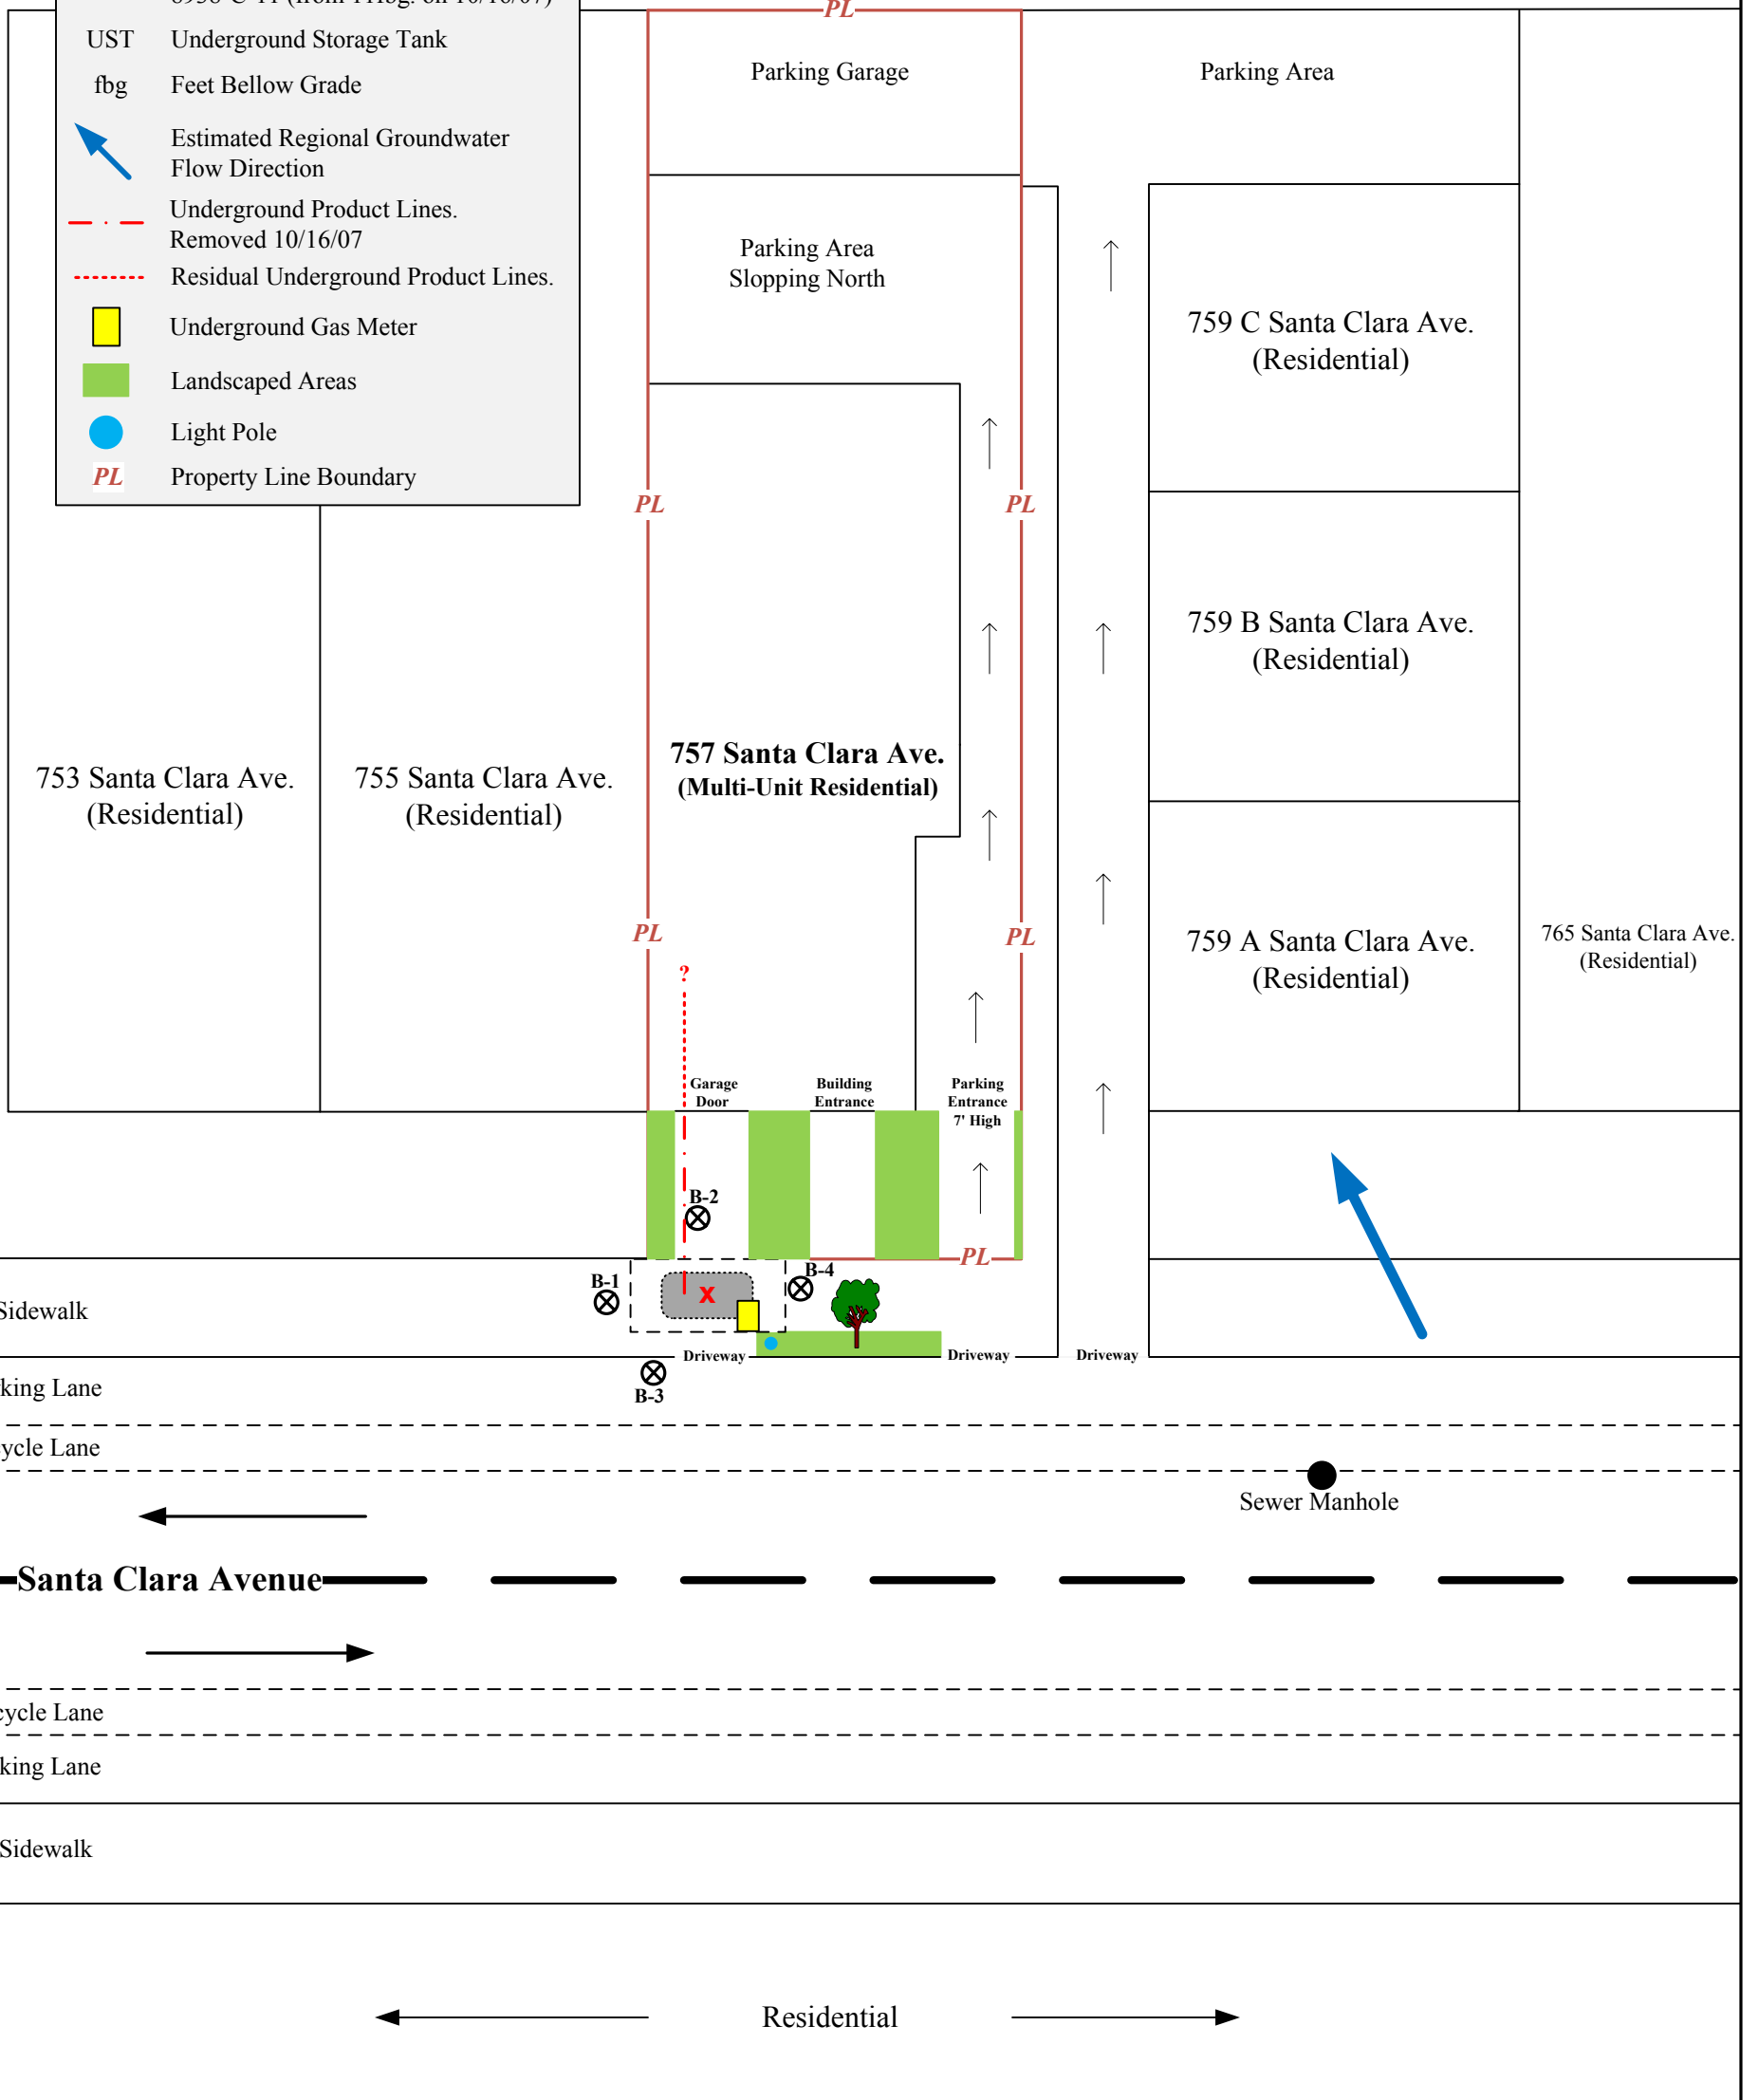 UST Underground Storage Tank
fbg Feet Bellow Grade
Estimated Regional Groundwater
Flow Direction
Underground Product Lines.
Removed 10/16/07
Residual Underground Product Lines.
Underground Gas Meter
Landscaped Areas
Light Pole
PL Property Line Boundary
PL
Parking Garage
Parking Area
Parking Area
Slopping North
759 C Santa Clara Ave.
(Residential)
PL
PL
759 B Santa Clara Ave.
(Residential)
753 Santa Clara Ave.
(Residential)
755 Santa Clara Ave.
(Residential)
757 Santa Clara Ave.
(Multi-Unit Residential)
PL
PL
759 A Santa Clara Ave.
(Residential)
765 Santa Clara Ave.
(Residential)
?
Garage
Door
Building
Entrance
Parking
Entrance
7' High
B-2
PL
B-1
X
B-4
Sidewalk
Driveway
Driveway
Driveway
B-3
king Lane
ycle Lane
Sewer Manhole
Santa Clara Avenue
cycle Lane
king Lane
Sidewalk
Residential